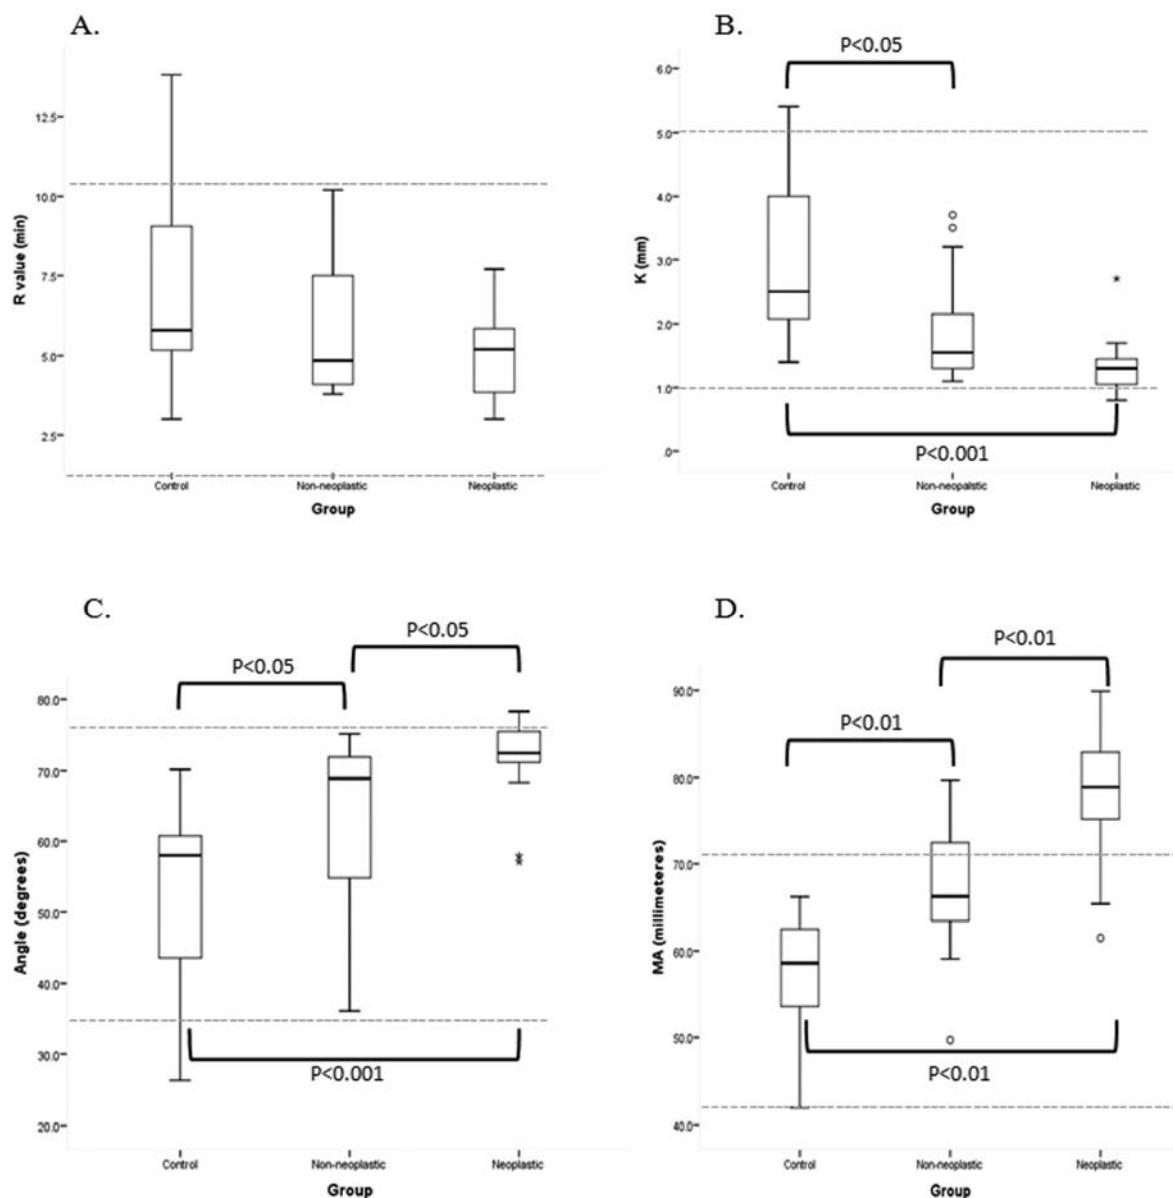 A.
12.5
10.0
7.5
5.0
2.5
R value (min)
Control
Non-neoplastic
Neoplastic
Group
B.
P<0.05
6.0
5.0
4.0
3.0
2.0
1.0
.0
K (mm)
P<0.001
Control
Non-neopalstic
Neoplastic
Group
C.
P<0.05
P<0.05
80.0
70.0
60.0
50.0
40.0
30.0
20.0
Angle (degrees)
P<0.001
Control
Non-neoplastic
Neoplastic
Group
D.
P<0.01
P<0.01
90.0
80.0
70.0
60.0
50.0
40.0
MA (millimeteres)
P<0.01
Control
Non-neoplastic
Neoplastic
Group